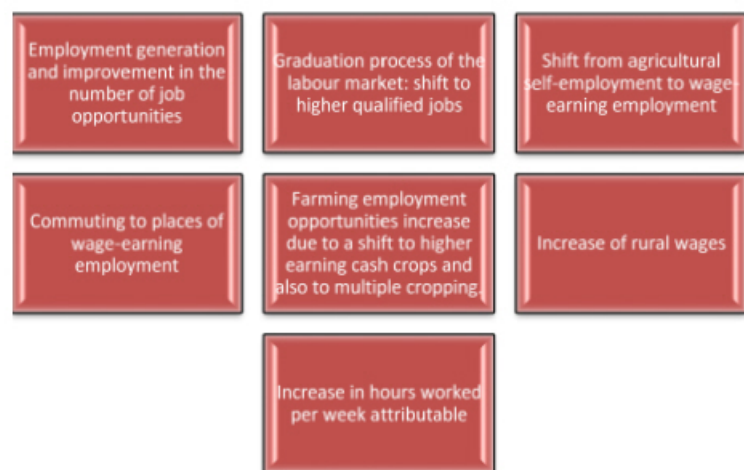 Employment generation
and improvement in the
number of job
opportunities
Graduation process of the
labour market: shift to
higher qualified jobs
Shift from agricultural
self-employment to wage-
earning employment
Commuting to places of
wage-earning
employment
Farming employment
opportunities increase
due to a shift to higher
earning cash crops and
also to multiple cropping.
Increase of rural wages
Increase in hours worked
per week attributable